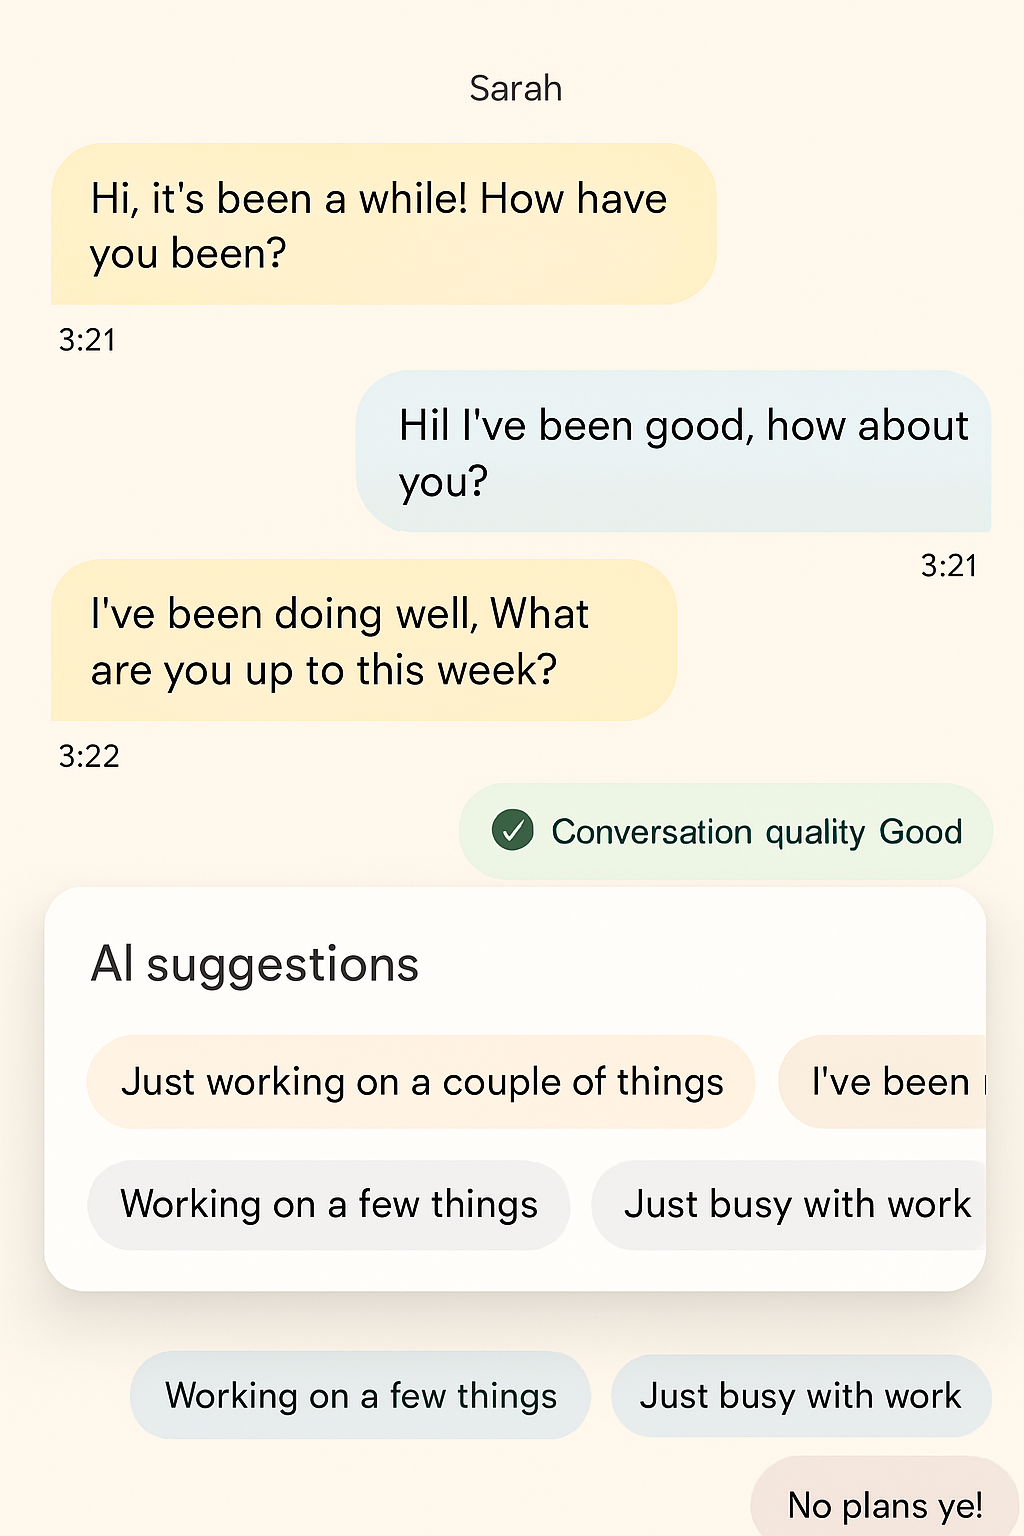 Sarah
Hi, it's been a while! How have
you been?
3:21
Hil I've been good, how about
you?
3:21
I've been doing well, What
are you up to this week?
3:22
Conversation quality Good
AI suggestions
Just working on a couple of things
I've been
Working on a few things
Just busy with work
Working on a few things
Just busy with work
No plans ye!